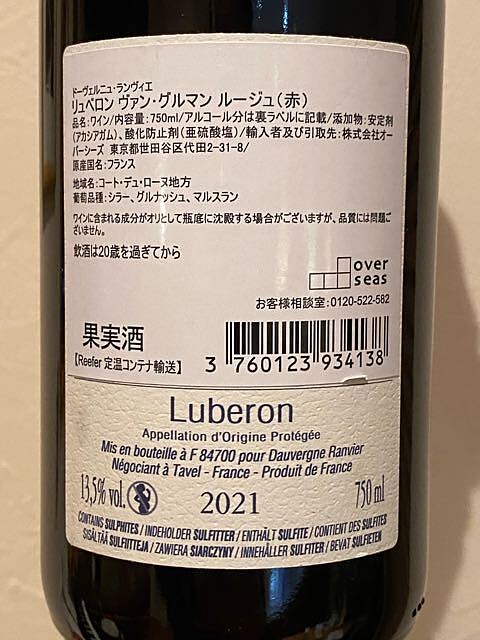 ドーヴェルニュ・ランヴィエ
リュベロン ヴァン・グルマン ルージュ(赤)
品名:ワイン/内容量:750ml/アルコール分は裏ラベルに記載/添加物:安定剤
(アカシアガム)、酸化防止剤(亜硫酸塩)/輸入者及び引取先:株式会社オー
バーシーズ 東京都世田谷区代田2-31-8/
原産国名:フランス
地域名:コート・デュ・ローヌ地方
葡萄品種:シラー、グルナッシュ、マルスラン
ワインに含まれる成分がオリとして瓶底に沈殿する場合がございますが、品質には問題ご
ざいません。
飲酒は20歳を過ぎてから
over
seas
お客様相談室:0120-522-582
果実酒
【Reefer 定温コンテナ輸送】
3 760123 934138
Luberon
Appellation d'Origine Protégée
Mis en bouteille à F 84700 pour Dauvergne Ranvier
Négociant à Tavel - France - Produit de France
13,5% vol.
2021
750 ml
CONTAINS SULPHITES / INDEHOLDER SULFITTER / ENTHÄLT SULFITE / CONTIENT DES SULFITES
SISÄLTÄÄ SULFIITTEJA / ZAWIERA SIARCZYNY / INNEHÅLLER SULFITER / BEVAT SULFIETEN